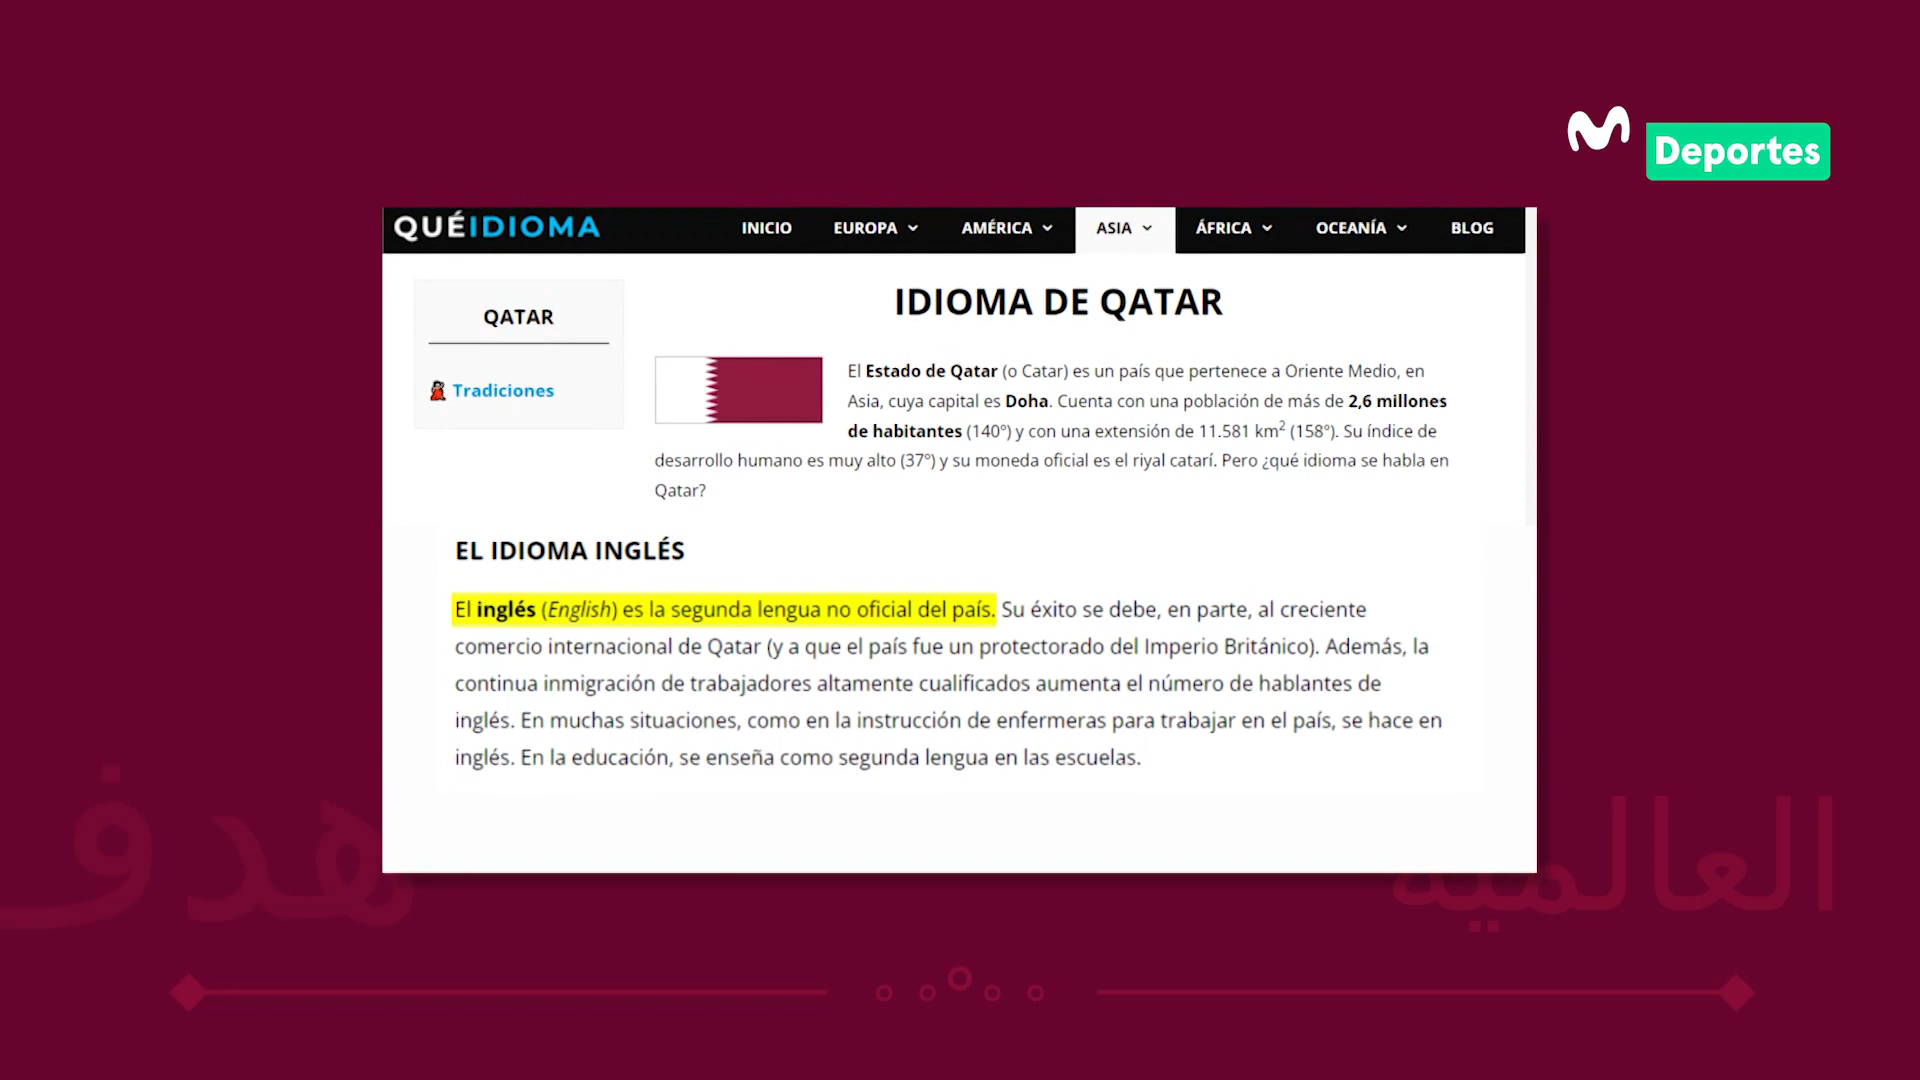 Deportes
QUÉIDIOMA INICIO EUROPA AMÉRICA ASIA ÁFRICA OCEANÍA BLOG
QATAR
Tradiciones
IDIOMA DE QATAR
El Estado de Qatar (o Catar) es un país que pertenece a Oriente Medio, en
Asia, cuya capital es Doha. Cuenta con una población de más de 2,6 millones
de habitantes (140º) y con una extensión de 11.581 km² (158º). Su índice de
desarrollo humano es muy alto (37º) y su moneda oficial es el riyal catarí. Pero ¿qué idioma se habla en
Qatar?
EL IDIOMA INGLÉS
El inglés (English) es la segunda lengua no oficial del país. Su éxito se debe, en parte, al creciente
comercio internacional de Qatar (y a que el país fue un protectorado del Imperio Británico). Además, la
continua inmigración de trabajadores altamente cualificados aumenta el número de hablantes de
inglés. En muchas situaciones, como en la instrucción de enfermeras para trabajar en el país, se hace en
inglés. En la educación, se enseña como segunda lengua en las escuelas.
هدف
العالمية